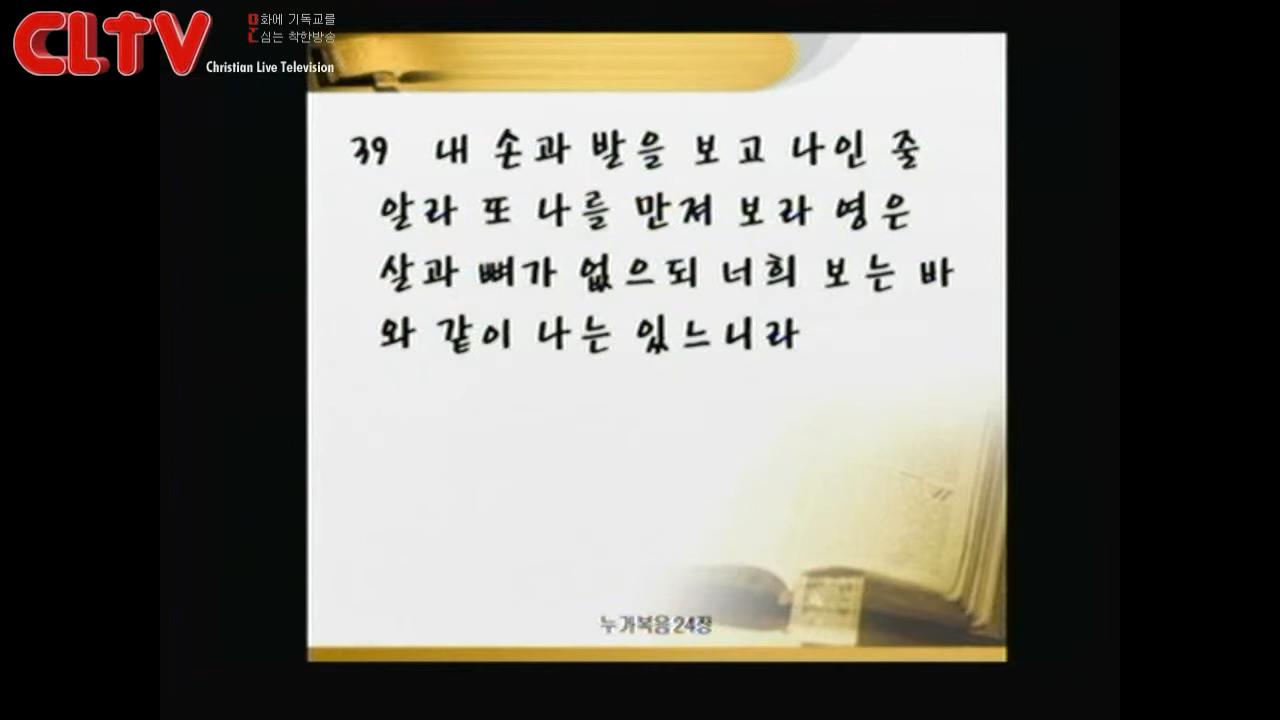 CLTV
문화에 기독교를
심는 착한방송
Christian Live Television
39 내 손과 발을 보고 나인 줄
알라 또 나를 만져 보라 영은
살과 뼈가 없으되 너희 보는 바
와 같이 나는 있느니라
누가복음24장